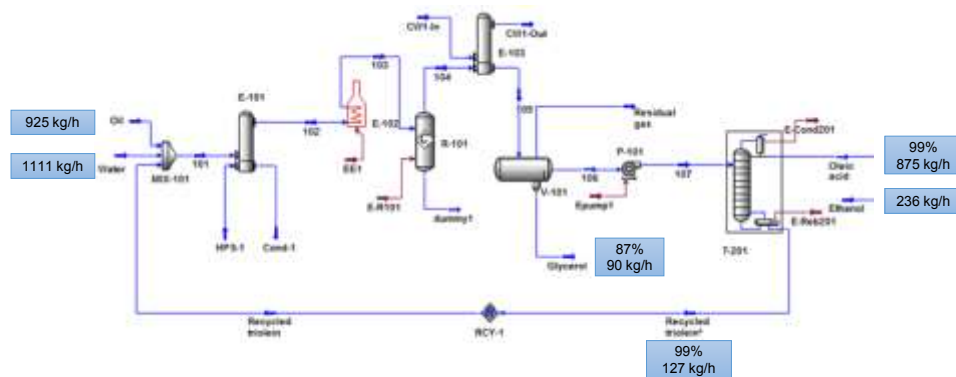 CW1-In
CW1-Out
E-103
103
104
E-101
105
Residual
gas
925 kg/h
Oil
E-102
102
R-101
E-Cond201
P-101
99%
875 kg/h
101
106
107
Oleic
acid
1111 kg/h
Water
MIX-101
EE1
V-101
E-R101
Epump1
Ethanol
236 kg/h
dummy1
E-Reb201
T-201
HPS-1
Cond-1
Glycerol
87%
90 kg/h
Recycled
triolein
RCY-1
Recycled
triolein
99%
127 kg/h